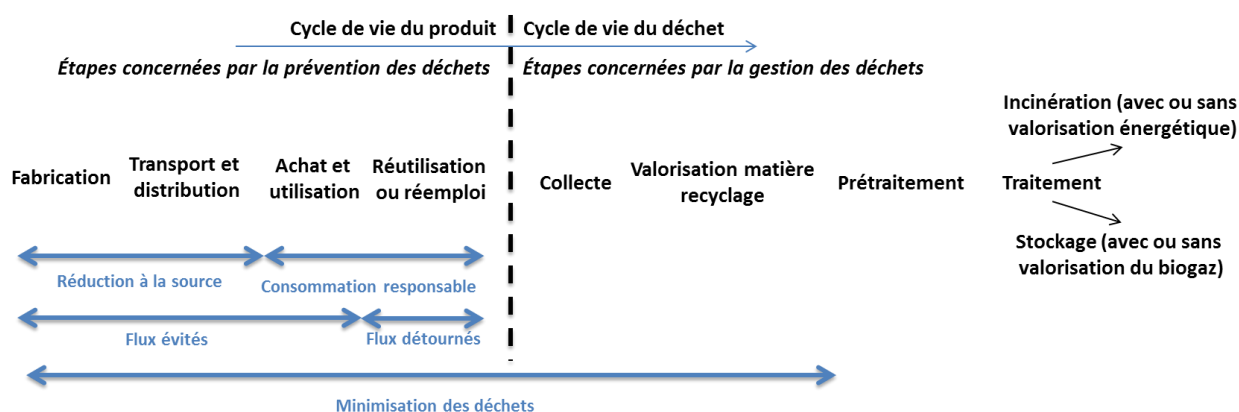 Cycle de vie du produit
Cycle de vie du déchet
Étapes concernées par la prévention des déchets
Étapes concernées par la gestion des déchets
Fabrication
Transport et
distribution
Achat et
utilisation
Réutilisation
ou réemploi
Collecte
Valorisation matière
recyclage
Prétraitement
Traitement
Incinération (avec ou sans
valorisation énergétique)
Stockage (avec ou sans
valorisation du biogaz)
Réduction à la source
Consommation responsable
Flux évités
Flux détournés
Minimisation des déchets